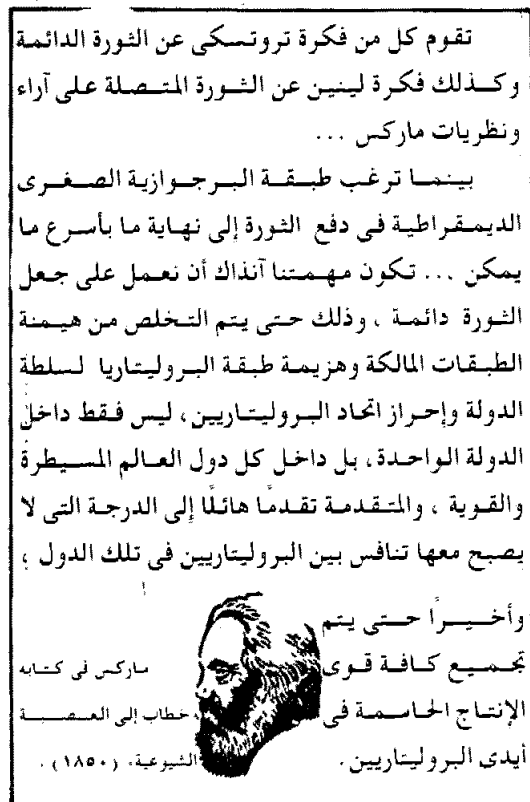 تقوم كل من فكرة تروتسكى عن الثورة الدائمة
وكذلك فكرة لينين عن الثورة المتصلة على آراء
ونظريات ماركس ...
بينما ترغب طبقة البرجوازية الصغرى
الديمقراطية فى دفع الثورة إلى نهاية ما بأسرع ما
يمكن ... تكون مهمتنا آنذاك أن نعمل على جعل
الثورة دائمة ، وذلك حتى يتم التخلص من هيمنة
الطبقات المالكة وهزيمة طبقة البروليتاريا لسلطة
الدولة وإحراز اتحاد البروليتاريين ، ليس فقط داخل
الدولة الواحدة، بل داخل كل دول العالم المسيطرة
والقوية ، والمتقدمة تقدمًا هائلًا إلى الدرجة التى لا
يصبح معها تنافس بين البروليتاريين فى تلك الدول ؛
وأخيرًا حتى يتم
تجميع كافة قوى
الإنتاج الحاسمة فى
أيدى البروليتاريين .
ماركس فى كتابه
خطاب إلى العصبة
الشيوعية، (١٨٥٠) .